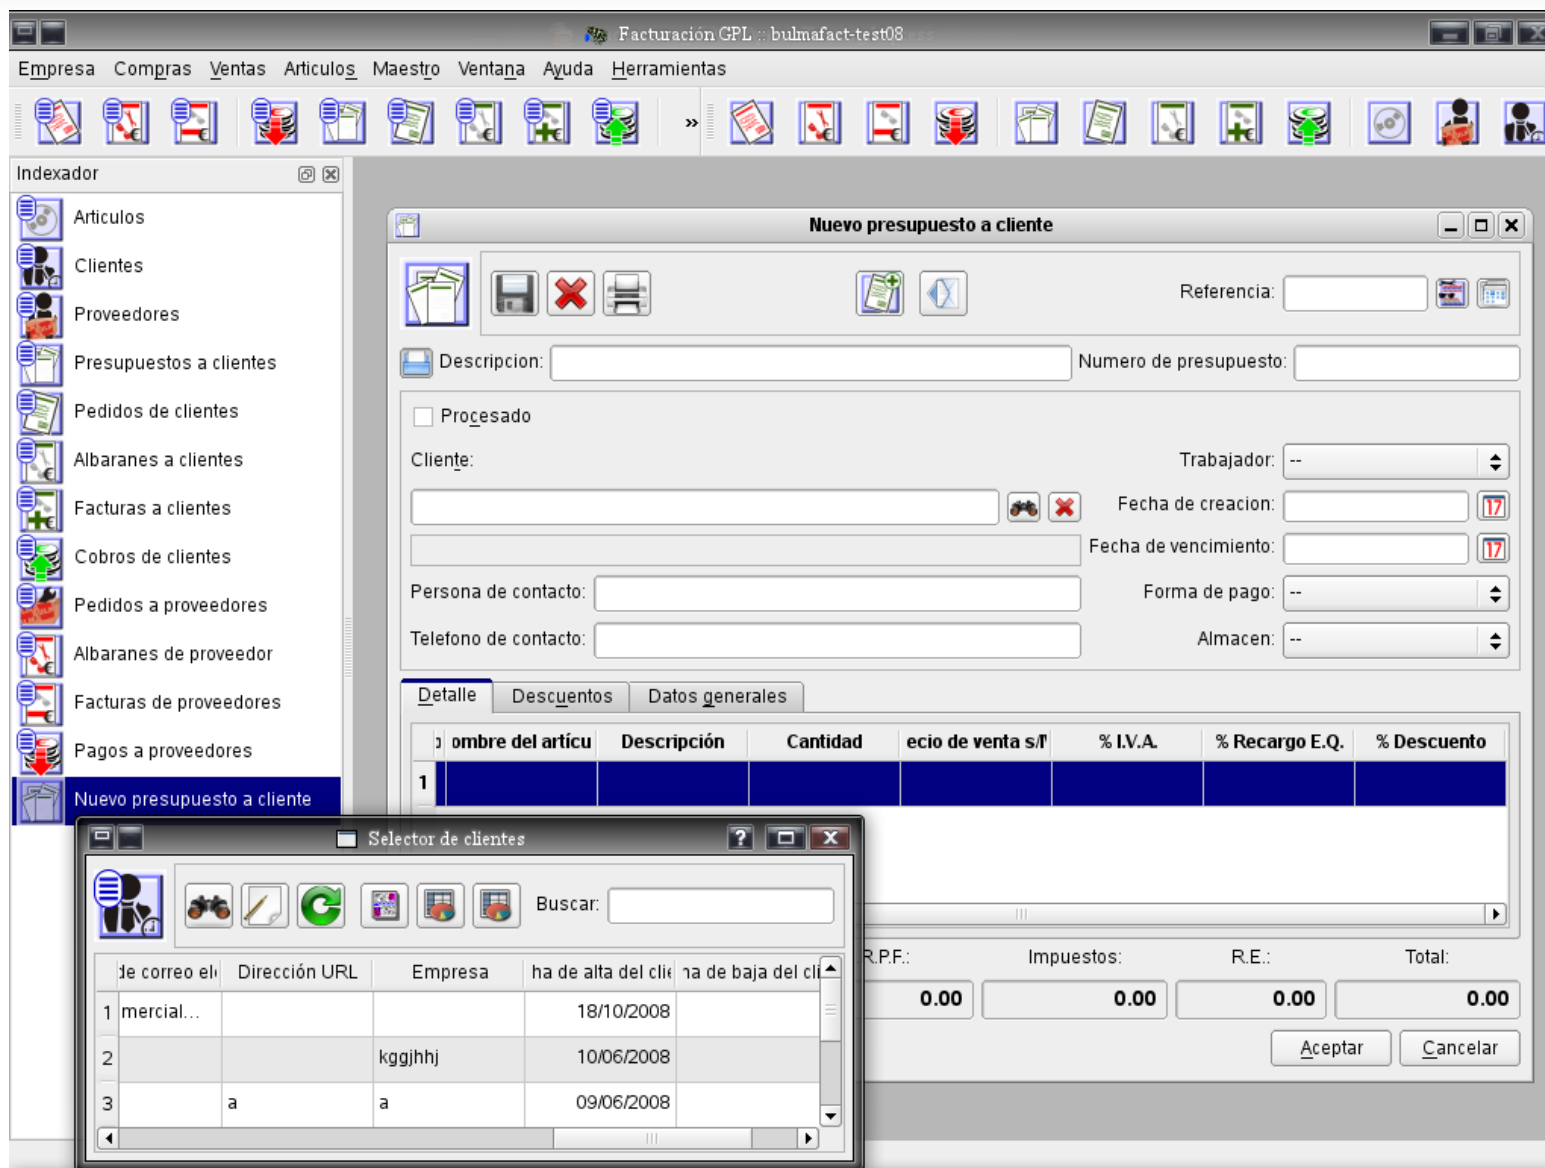 Facturación GPL :: bulmafact-test08
Empresa Compras Ventas Articulos Maestro Ventana Ayuda Herramientas
»
Indexador
Articulos
Clientes
Proveedores
Presupuestos a clientes
Pedidos de clientes
Albaranes a clientes
Facturas a clientes
Cobros de clientes
Pedidos a proveedores
Albaranes de proveedor
Facturas de proveedores
Pagos a proveedores
Nuevo presupuesto a cliente
Nuevo presupuesto a cliente
Referencia:
Descripcion: Numero de presupuesto:
Procesado
Cliente: Trabajador: --
Fecha de creacion: 17
Fecha de vencimiento: 17
Persona de contacto: Forma de pago: --
Telefono de contacto: Almacen: --
Detalle Descuentos Datos generales
ombre del artícu Descripción Cantidad ecio de venta s/I % I.V.A. % Recargo E.Q. % Descuento
1
R.P.F.: Impuestos: R.E.: Total:
0.00 0.00 0.00 0.00
Aceptar Cancelar
Selector de clientes
Buscar:
de correo ele Dirección URL Empresa ha de alta del clie ha de baja del cli
1 mercial... 18/10/2008
2 kggjhhj 10/06/2008
3 a a 09/06/2008